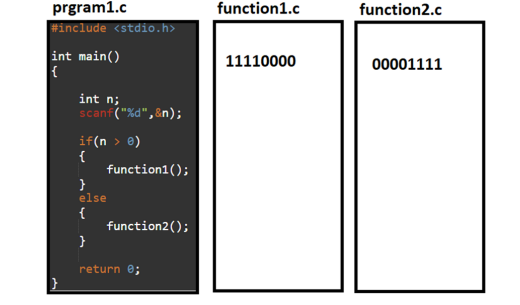 prgram1.c
#include <stdio.h>
int main()
{
int n;
scanf("%d",&n);
if(n > 0)
{
function1();
}
else
{
function2();
}
return 0;
}
function1.c
11110000
function2.c
00001111